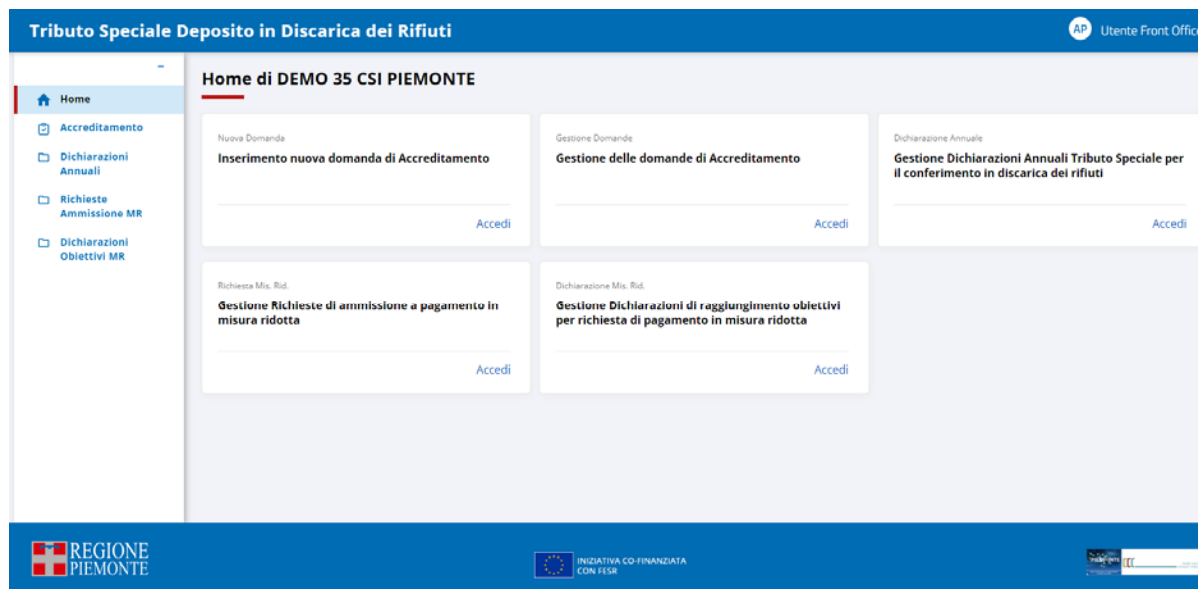 Tributo Speciale Deposito in Discarica dei Rifiuti
AP
Utente Front Office
Home
Accreditamento
Dichiarazioni
Annuali
Richieste
Ammissione MR
Dichiarazioni
Obiettivi MR
Home di DEMO 35 CSI PIEMONTE
Nuova Domanda
Inserimento nuova domanda di Accreditamento
Accedi
Gestione Domande
Gestione delle domande di Accreditamento
Accedi
Dichiarazione Annuale
Gestione Dichiarazioni Annuali Tributo Speciale per
il conferimento in discarica dei rifiuti
Accedi
Richiesta Mis. Rid.
Gestione Richieste di ammissione a pagamento in
misura ridotta
Accedi
Dichiarazione Mis. Rid.
Gestione Dichiarazioni di raggiungimento obiettivi
per richiesta di pagamento in misura ridotta
Accedi
REGIONE
PIEMONTE
INIZIATIVA CO-FINANZIATA
CON FESR